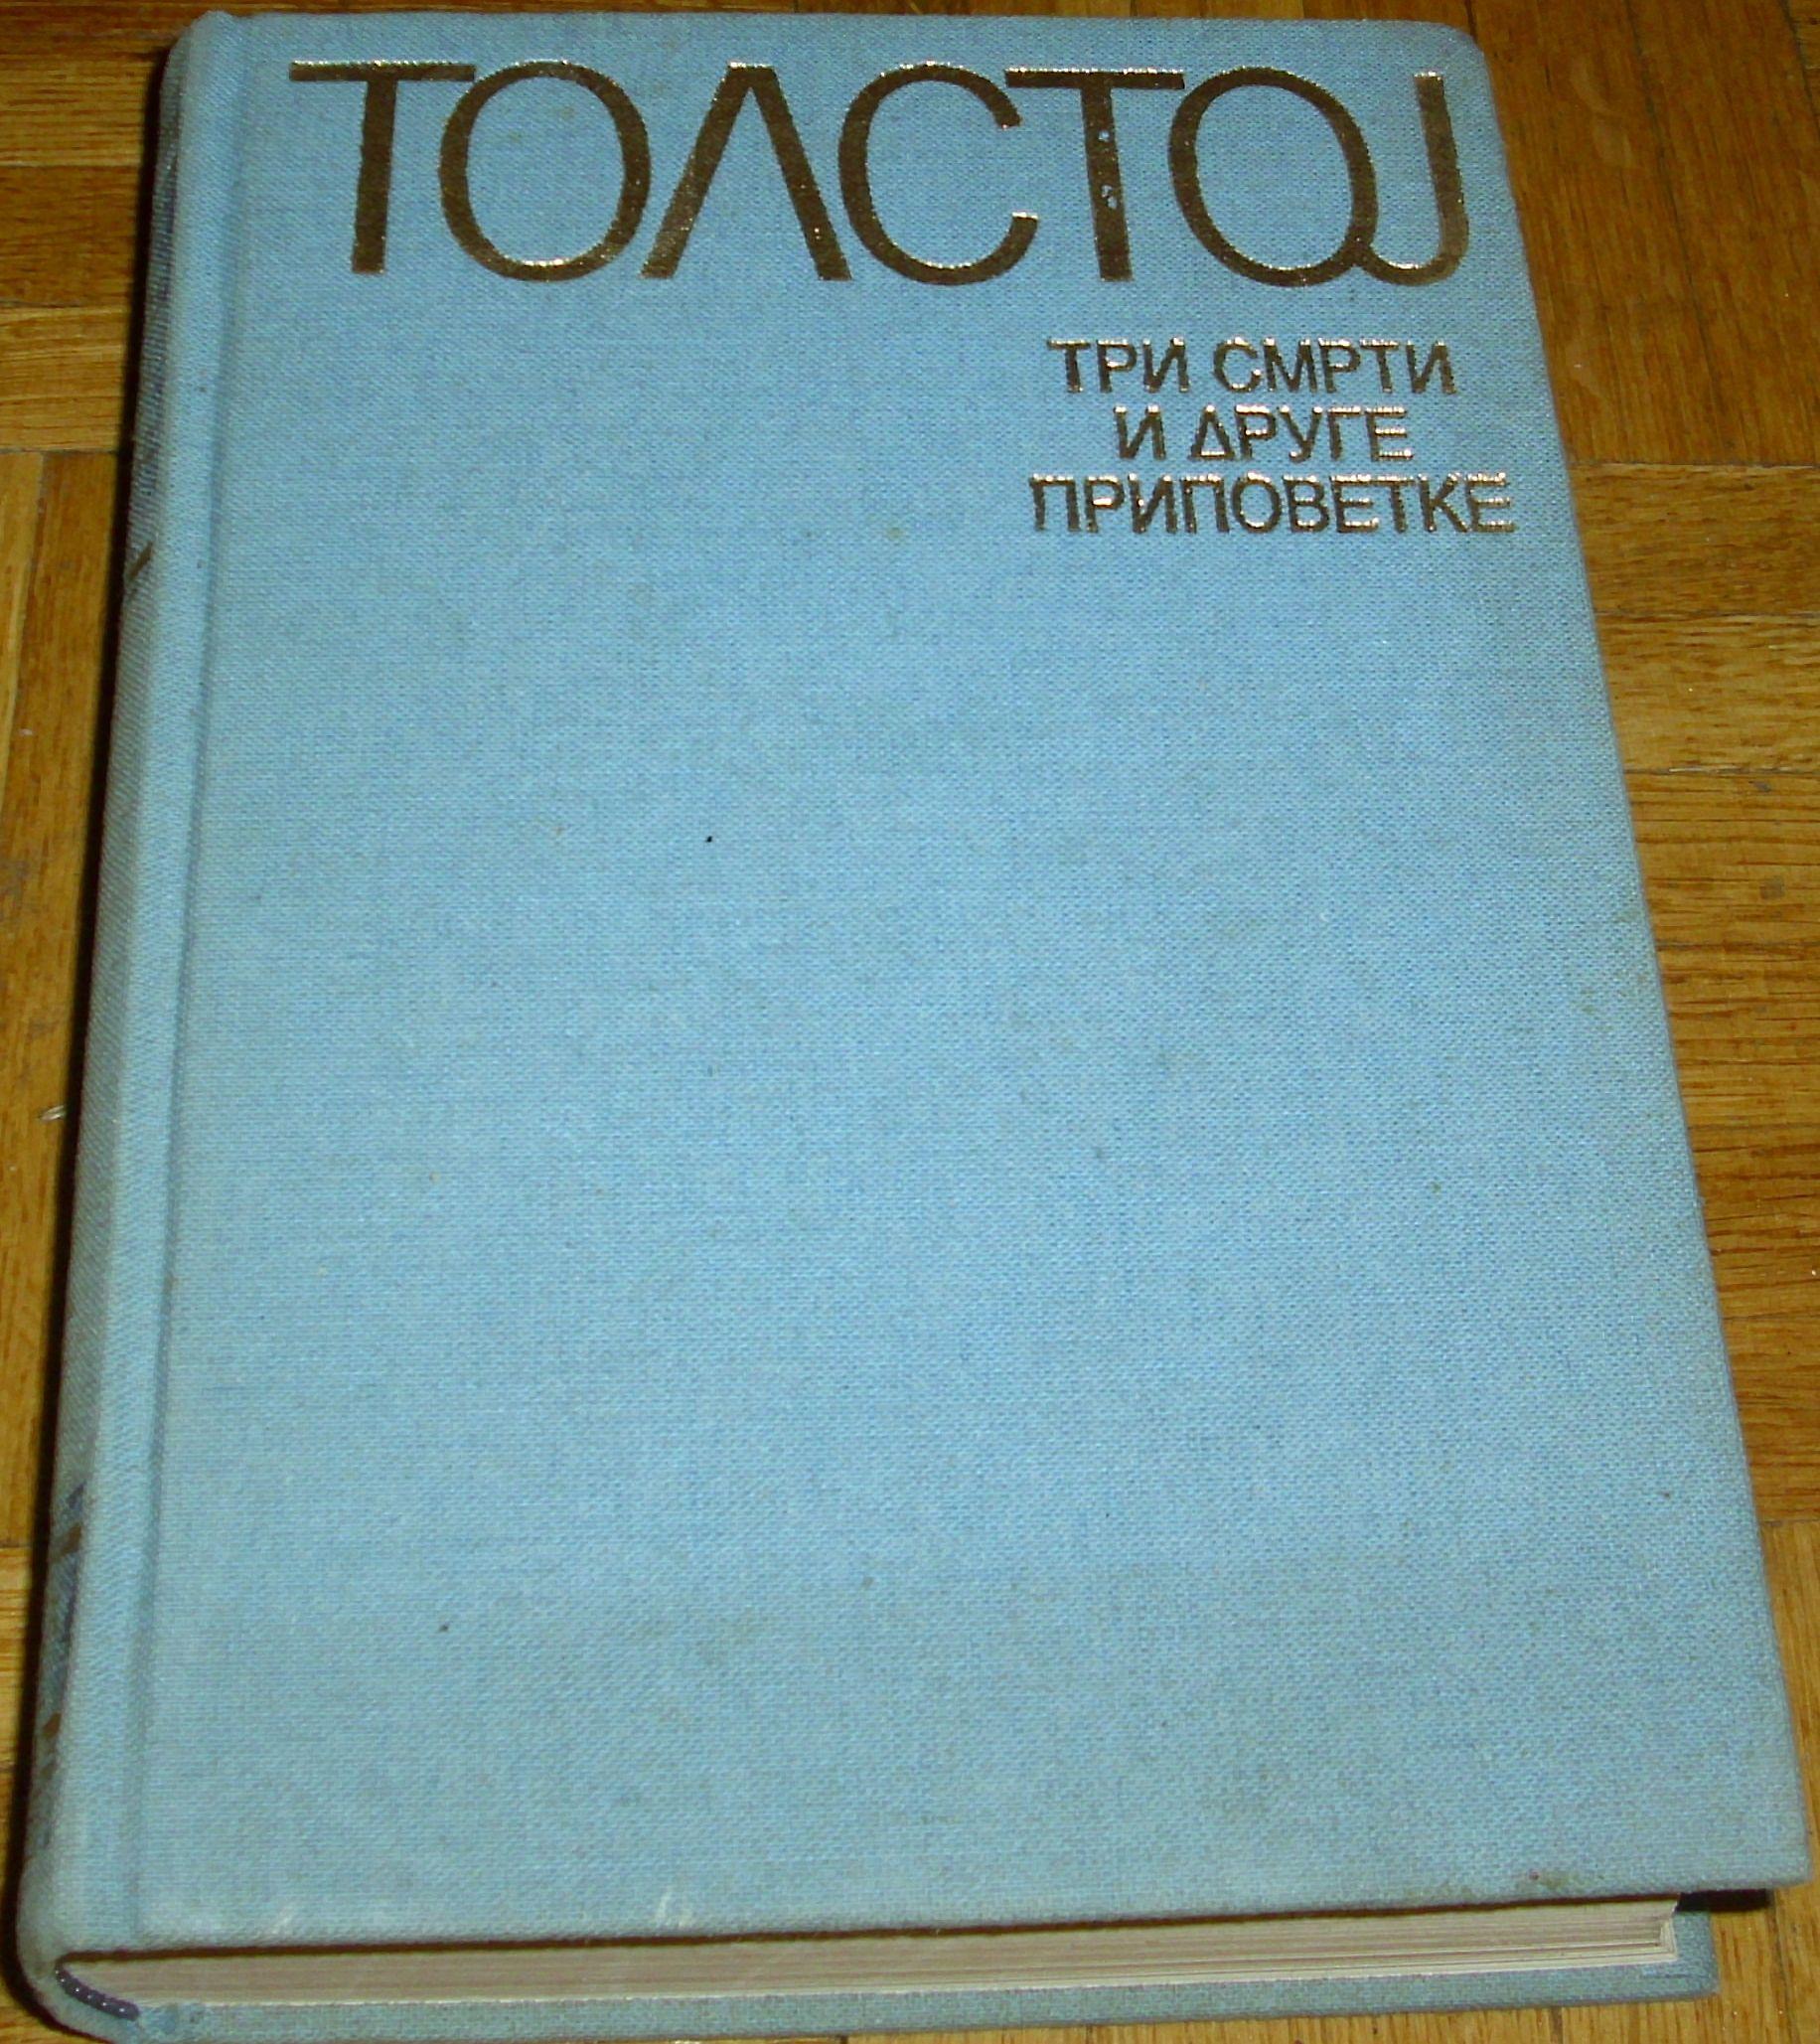 ТОЛСТОЈ
ТРИ СМРТИ
И ДРУГЕ
ПРИПОВЕТКЕ